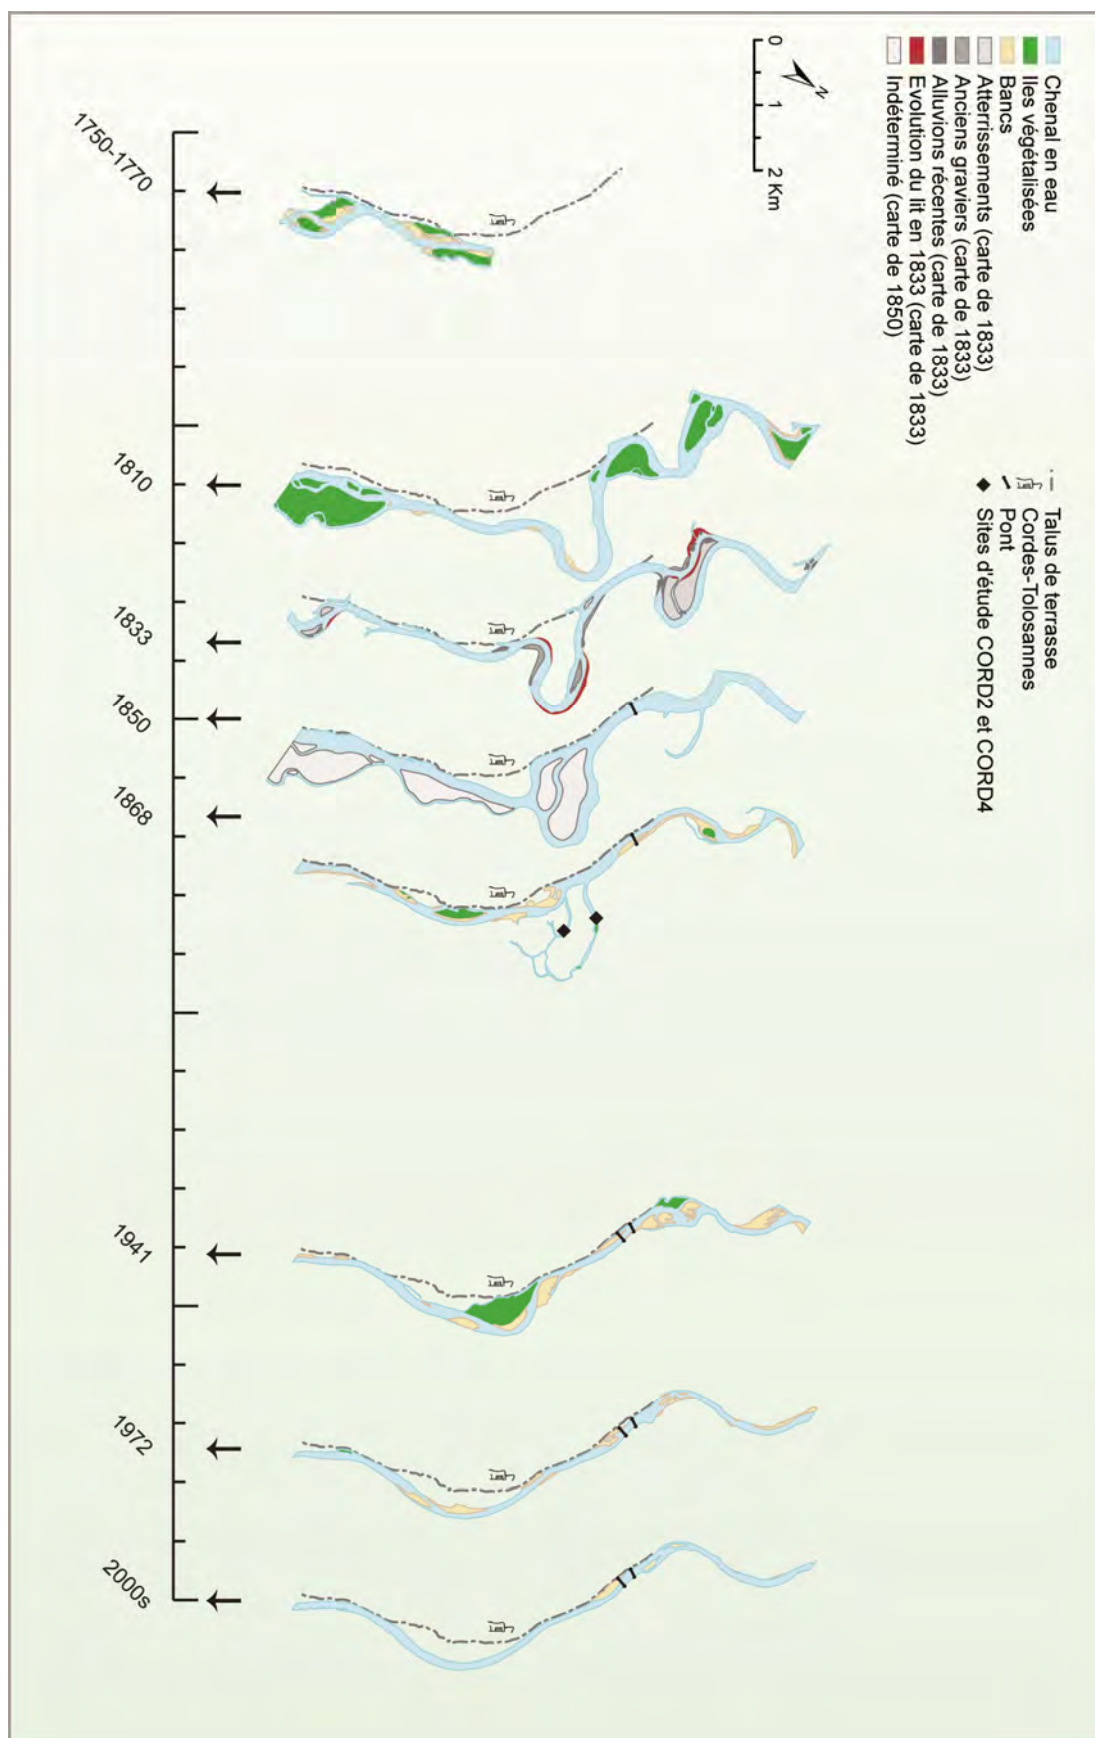 Chenal en eau
Iles végétalisées
Bancs
Atterrissements (carte de 1833)
Anciens graviers (carte de 1833)
Alluvions récentes (carte de 1833)
Evolution du lit en 1833 (carte de 1833)
Indéterminé (carte de 1850)
Talus de terrasse
Cordes-Tolosannes
Pont
Sites d'étude CORD2 et CORD4
N
0 1 2 Km
1750-1770
1810
1833
1850
1868
1941
1972
2000s